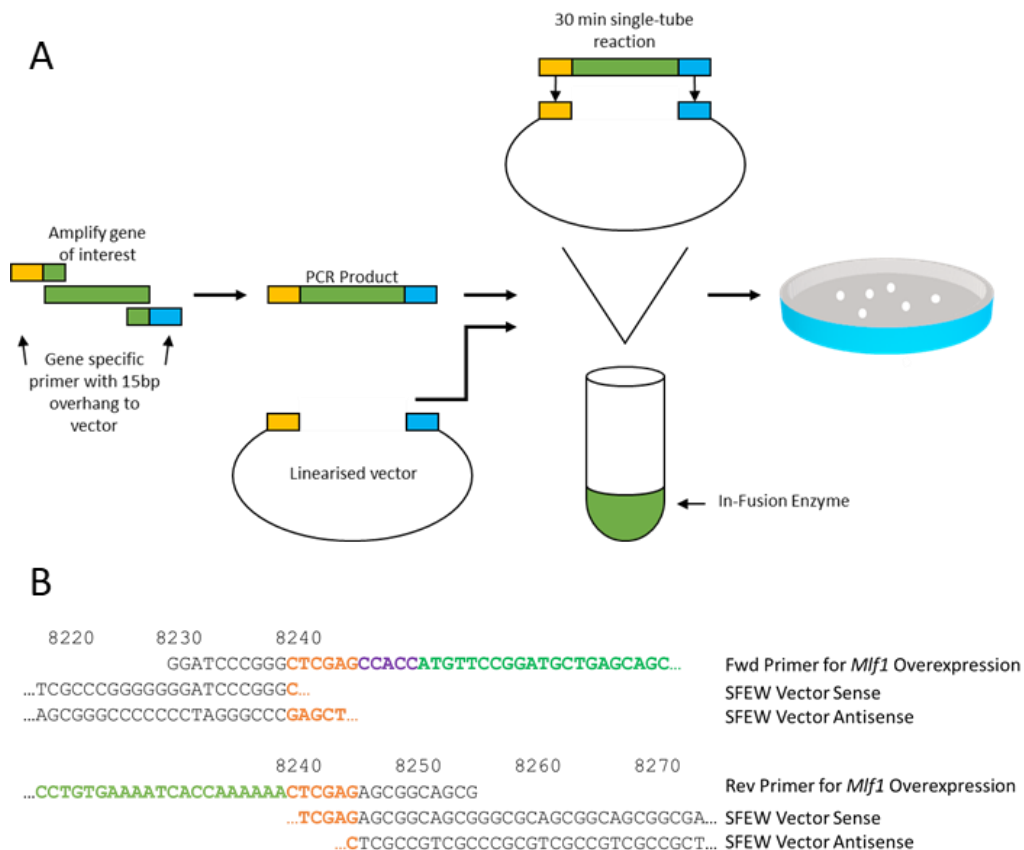 A
30 min single-tube
reaction
Amplify gene
of interest
PCR Product
Gene specific
primer with 15bp
overhang to
vector
Linearised vector
In-Fusion Enzyme
B
8220 8230 8240
GGATCCCGGGCTCGAGCCACCATGTTCCGGATGCTGAGCAGC... Fwd Primer for Mlf1 Overexpression
...TCGCCCGGGGGGGATCCCGGGC... SFEW Vector Sense
...AGCGGGCCCCCCCTAGGGCCCGAGCT... SFEW Vector Antisense
8240 8250 8260 8270
...CCTGTGAAAATCACCAAAAAACTCGAGAGCGGCAGCG Rev Primer for Mlf1 Overexpression
...TCGAGAGCGGCAGCGGGCGCAGCGGCAGCGGCGA... SFEW Vector Sense
...CTCGCCGTCGCCCGCGTCGCCGTCGCCGCT... SFEW Vector Antisense